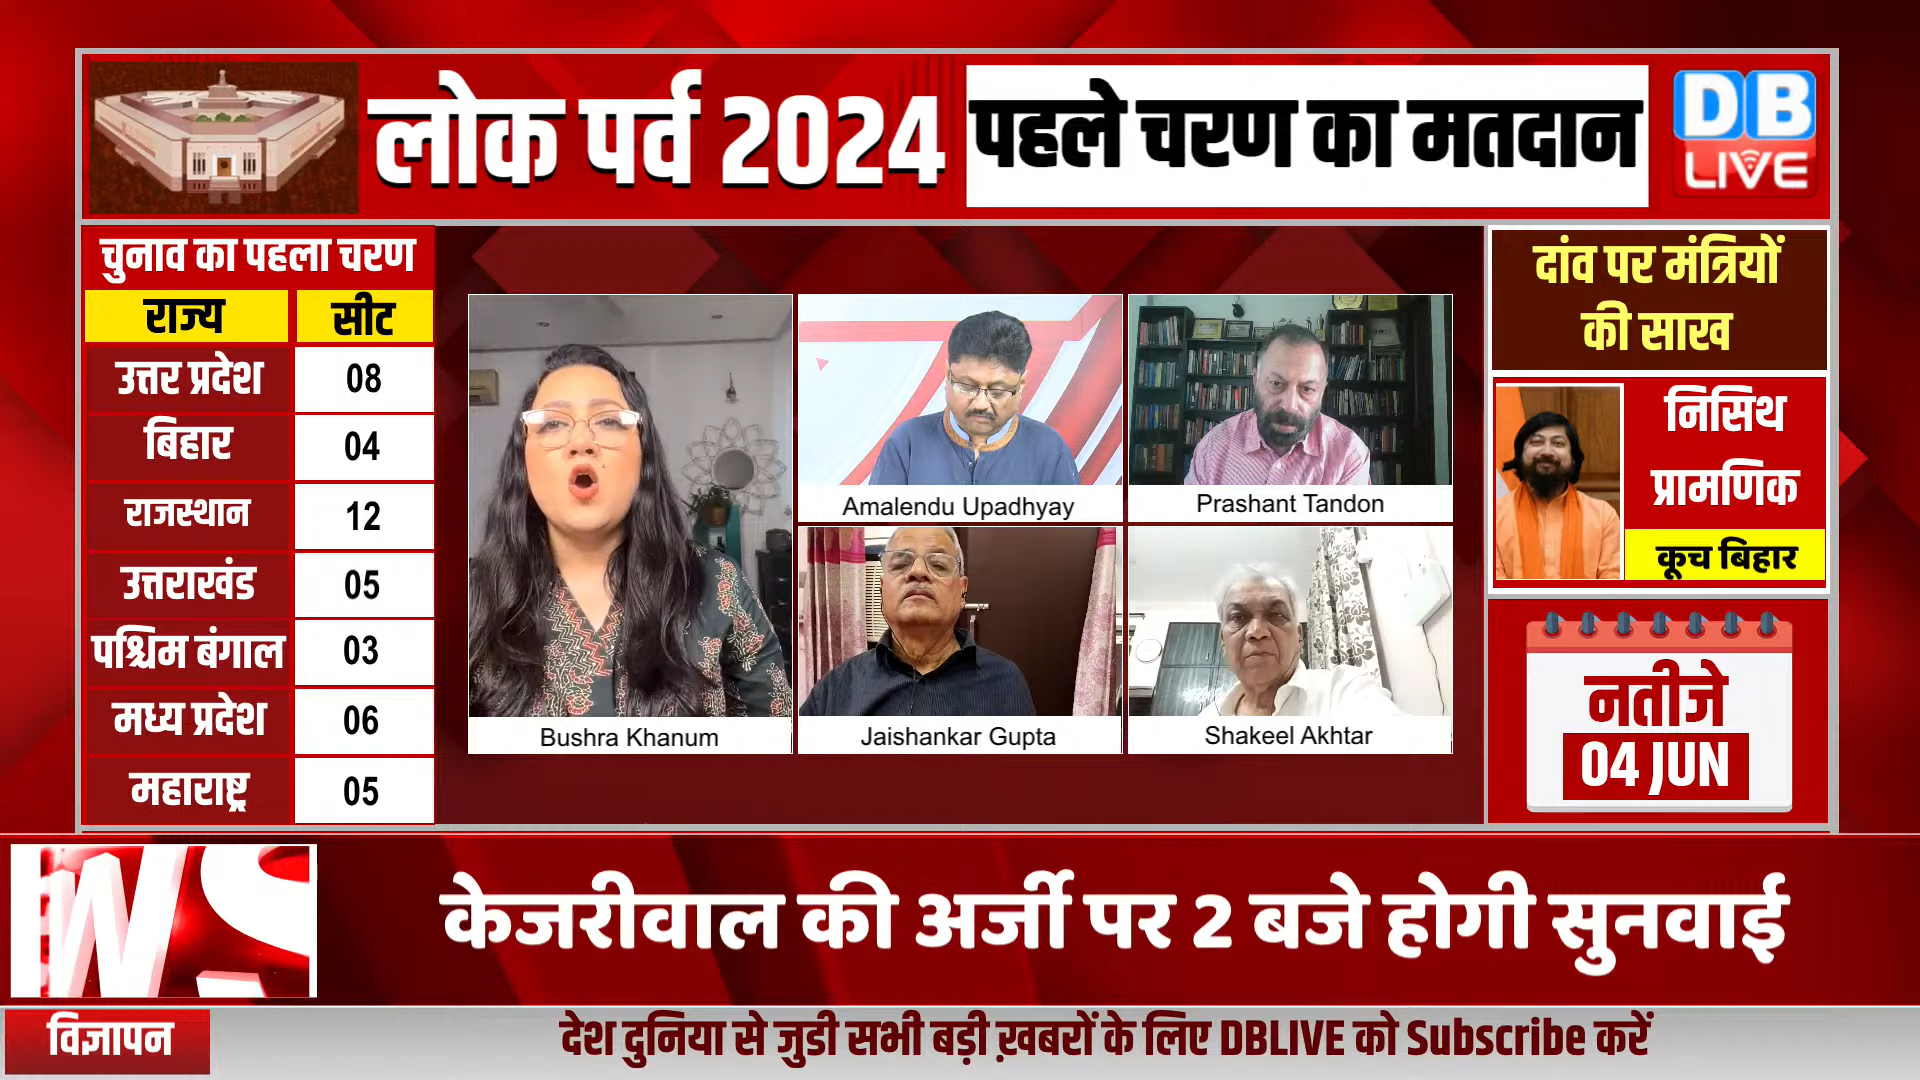 लोक पर्व 2024
पहले चरण का मतदान
DB
LIVE
चुनाव का पहला चरण
राज्य सीट
उत्तर प्रदेश 08
बिहार 04
राजस्थान 12
उत्तराखंड 05
पश्चिम बंगाल 03
मध्य प्रदेश 06
महाराष्ट्र 05
Bushra Khanum
Amalendu Upadhyay
Prashant Tandon
Jaishankar Gupta
Shakeel Akhtar
दांव पर मंत्रियों
की साख
निसिथ
प्रामणिक
कूच बिहार
नतीजे
04 JUN
WS
केजरीवाल की अर्जी पर 2 बजे होगी सुनवाई
विज्ञापन
देश दुनिया से जुडी सभी बड़ी ख़बरों के लिए DBLIVE को Subscribe करें